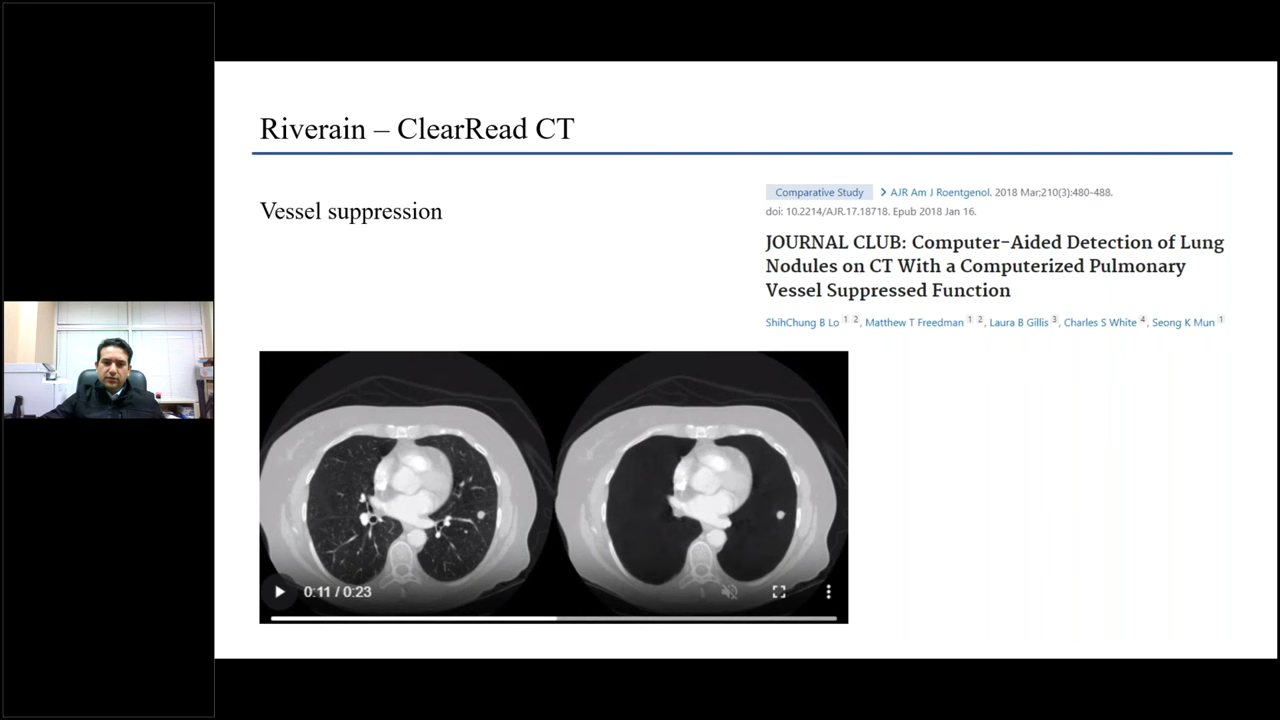 Riverain – ClearRead CT
Vessel suppression
Comparative Study > AJR Am J Roentgenol. 2018 Mar;210(3):480-488.
doi: 10.2214/AJR.17.18718. Epub 2018 Jan 16.
JOURNAL CLUB: Computer-Aided Detection of Lung
Nodules on CT With a Computerized Pulmonary
Vessel Suppressed Function
ShihChung B Lo 1 2, Matthew T Freedman 1 2, Laura B Gillis 3, Charles S White 4, Seong K Mun 1
0:11 / 0:23